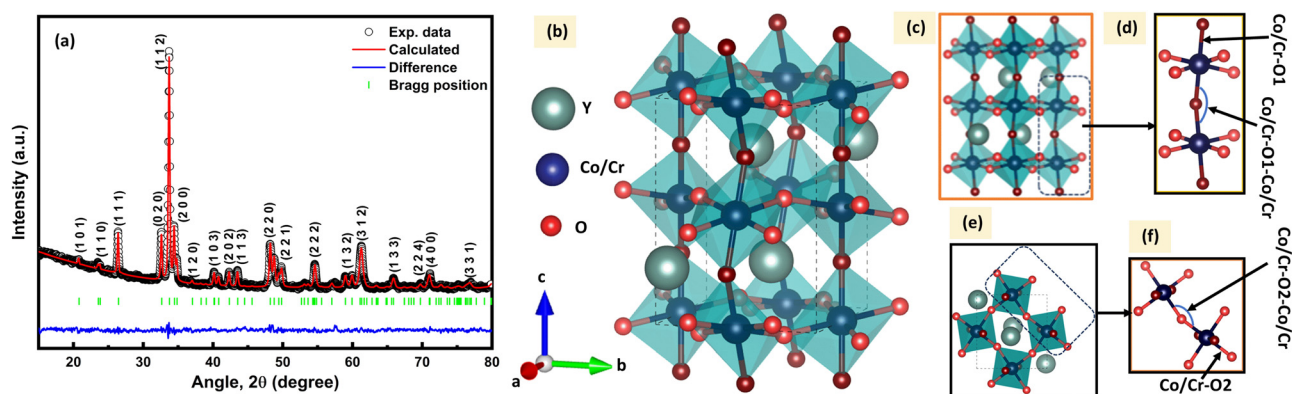 (a)
Exp. data
Calculated
Difference
Bragg position
Intensity (a.u.)
(1 0 1)
(1 1 0)
(1 1 1)
(0 2 0)
(1 1 2)
(2 0 0)
(1 2 0)
(1 0 3)
(2 0 2)
(1 1 3)
(2 2 0)
(2 2 1)
(2 2 2)
(1 3 2)
(3 1 2)
(1 3 3)
(2 2 4)
(4 0 0)
(3 3 1)
20 30 40 50 60 70 80
Angle, 2θ (degree)
(b)
Y
Co/Cr
O
c
a
b
(c)
(d)
Co/Cr-O1
Co/Cr-O1-Co/Cr
(e)
(f)
Co/Cr-O2-Co/Cr
Co/Cr-O2